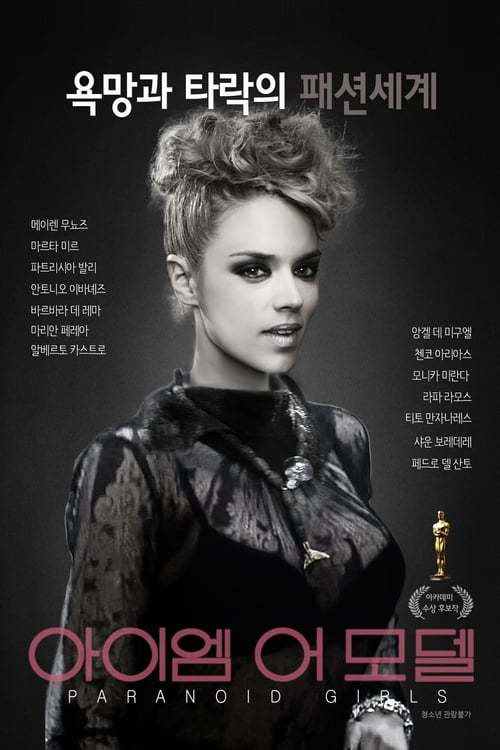 욕망과 타락의 패션세계
메이렌 무뇨즈
마르타 미르
파트리시아 발리
안토니오 이바녜즈
바르바라 데 레마
마리안 페레아
알베르토 카스트로
앙겔 데 미구엘
첸코 아리아스
모니카 미란다
라파 라모스
티토 만자나레스
샤운 보레데레
페드로 델 산토
아카데미
수상 후보작
아이엠 어 모델
PARANOID GIRLS
청소년 관람불가